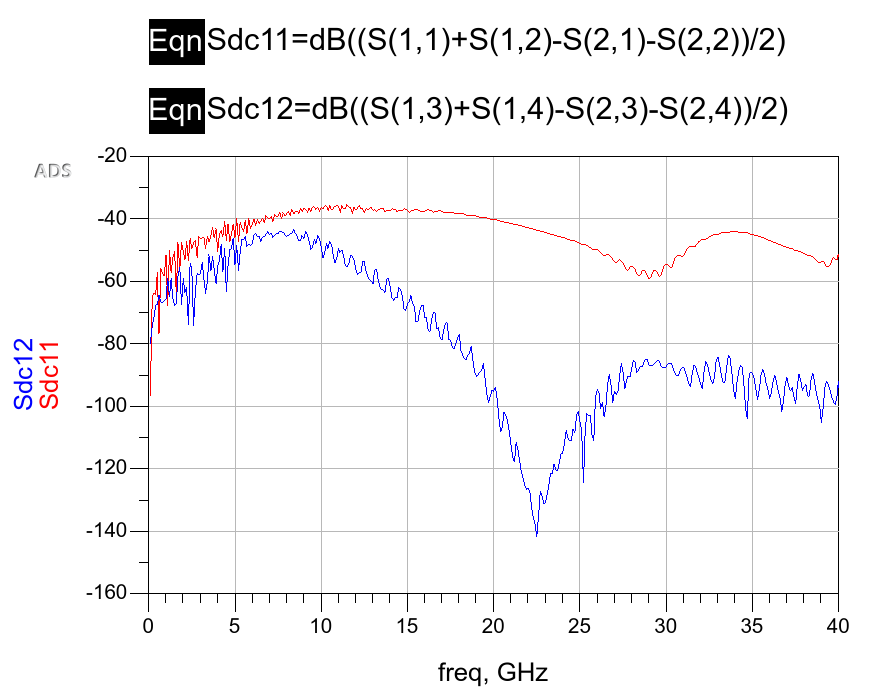 Eqn Sdc11=dB((S(1,1)+S(1,2)-S(2,1)-S(2,2))/2)
Eqn Sdc12=dB((S(1,3)+S(1,4)-S(2,3)-S(2,4))/2)
ADS
Sdc12
Sdc11
-20
-40
-60
-80
-100
-120
-140
-160
0 5 10 15 20 25 30 35 40
freq, GHz